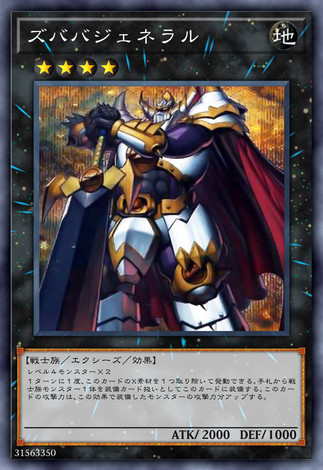 ズババジェネラル
地
【戦士族／エクシーズ／効果】
レベル４モンスター×２
１ターンに１度、このカードのX素材を１つ取り除いて発動できる。手札から戦
士族モンスター１体を装備カード扱いとしてこのカードに装備する。このカード
の攻撃力は、この効果で装備したモンスターの攻撃力分アップする。
ATK/ 2000 DEF/ 1000
31563350